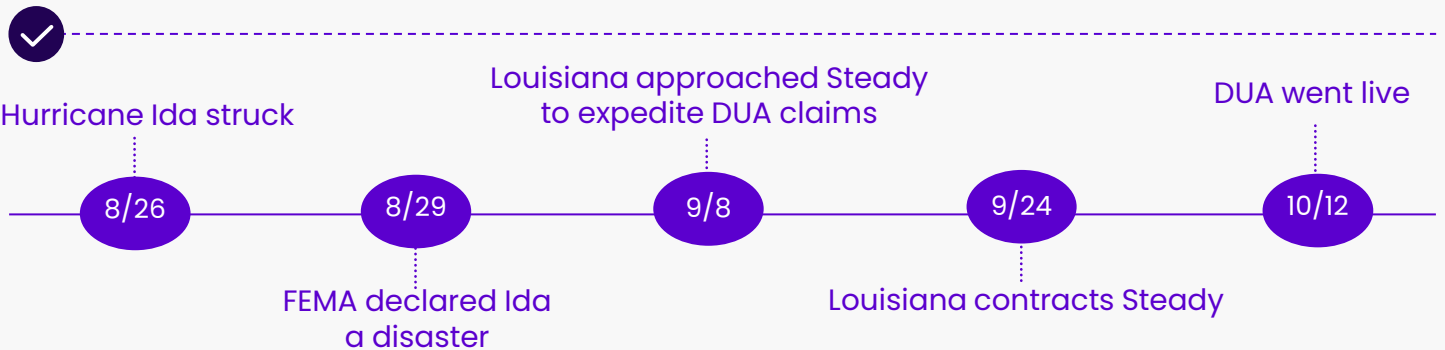 Hurricane Ida struck
8/26
8/29
FEMA declared Ida
a disaster
Louisiana approached Steady
to expedite DUA claims
9/8
9/24
Louisiana contracts Steady
DUA went live
10/12